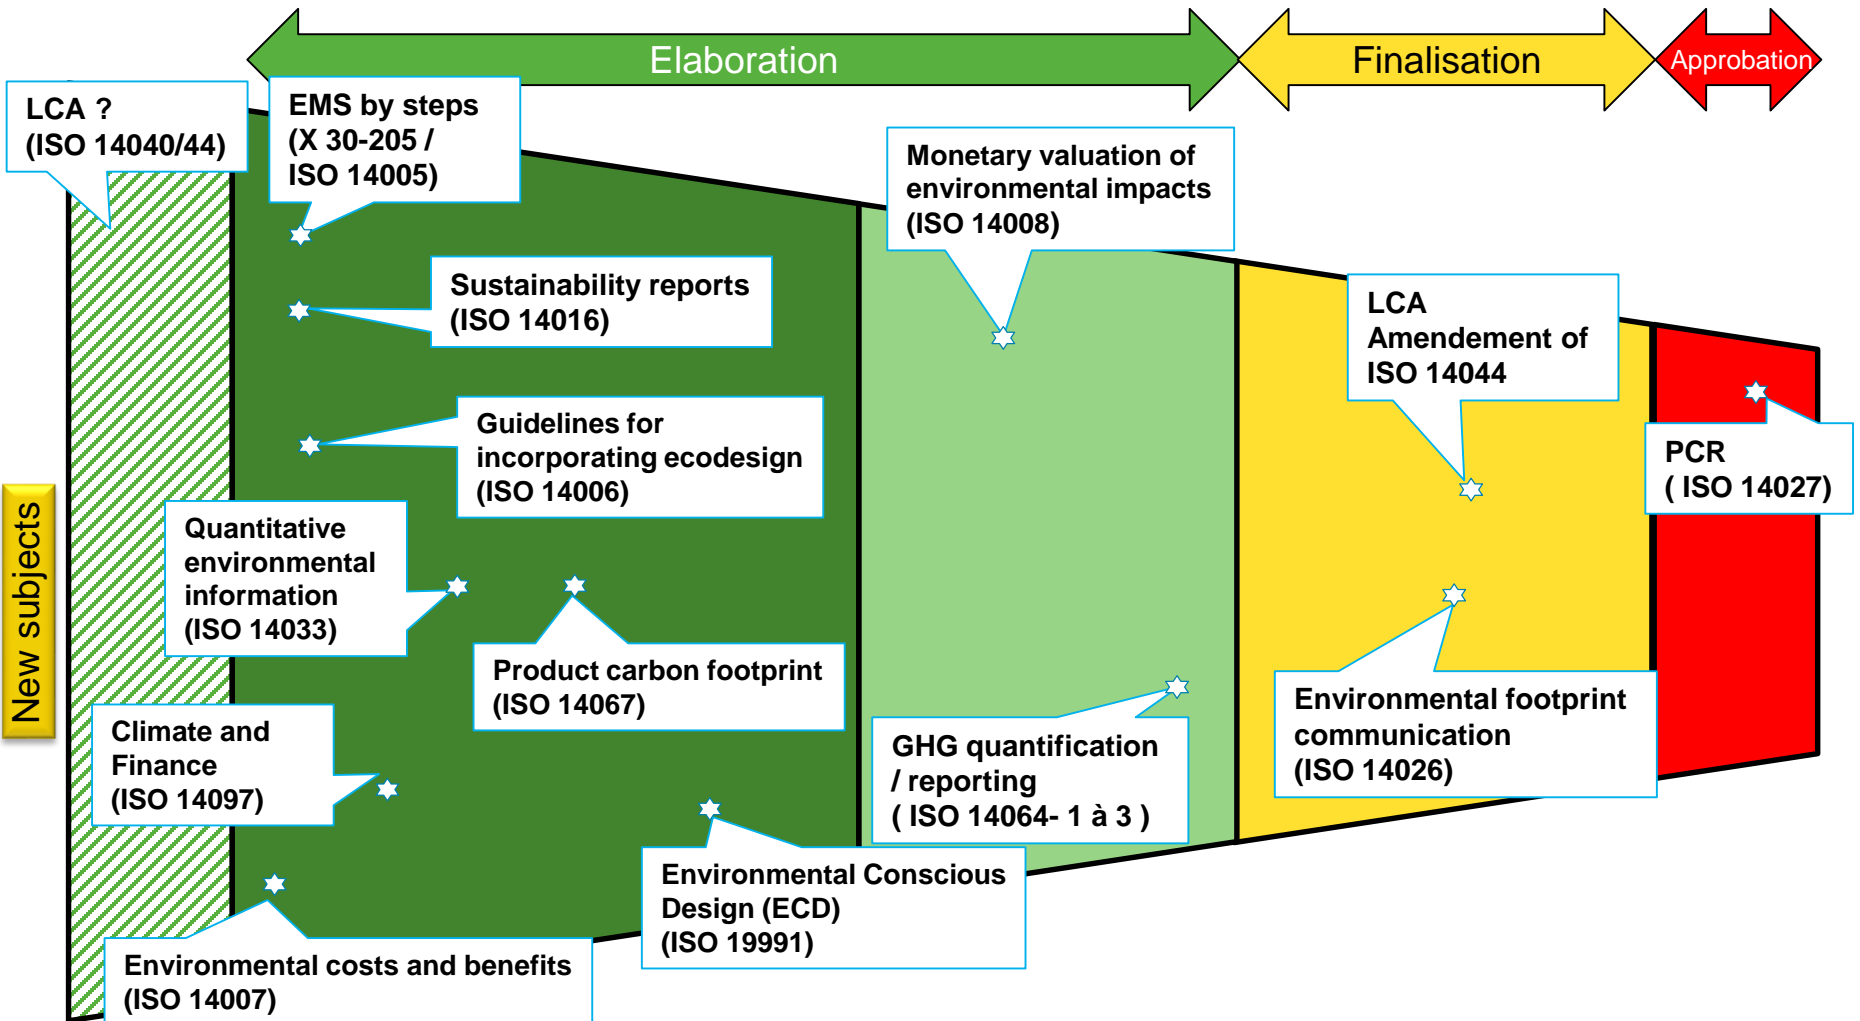 Elaboration
Finalisation
Approbation
LCA ?
(ISO 14040/44)
EMS by steps
(X 30-205 /
ISO 14005)
Monetary valuation of
environmental impacts
(ISO 14008)
Sustainability reports
(ISO 14016)
LCA
Amendement of
ISO 14044
Guidelines for
incorporating ecodesign
(ISO 14006)
PCR
( ISO 14027)
New subjects
Quantitative
environmental
information
(ISO 14033)
Product carbon footprint
(ISO 14067)
Climate and
Finance
(ISO 14097)
GHG quantification
/ reporting
( ISO 14064- 1 à 3 )
Environmental footprint
communication
(ISO 14026)
Environmental Conscious
Design (ECD)
(ISO 19991)
Environmental costs and benefits
(ISO 14007)